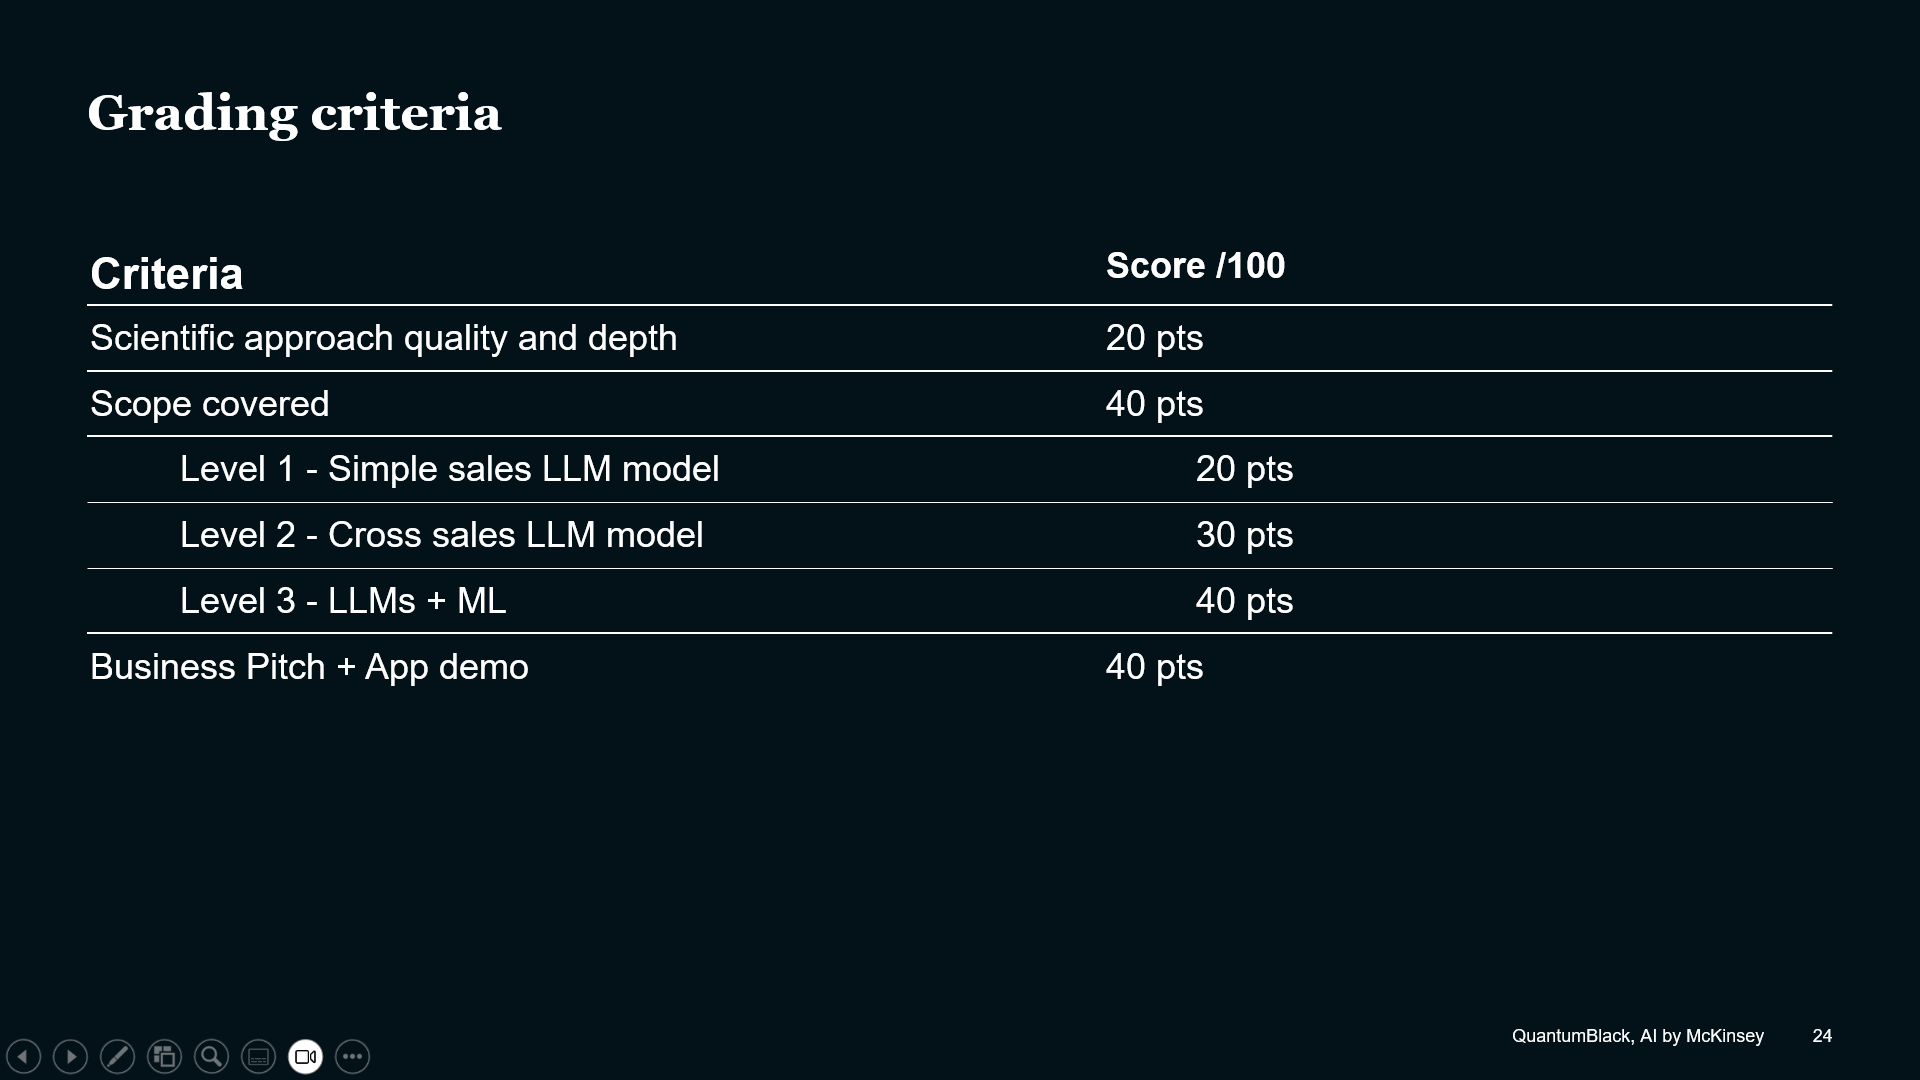 Grading criteria
Criteria Score /100
Scientific approach quality and depth 20 pts
Scope covered 40 pts
Level 1 - Simple sales LLM model 20 pts
Level 2 - Cross sales LLM model 30 pts
Level 3 - LLMs + ML 40 pts
Business Pitch + App demo 40 pts
QuantumBlack, AI by McKinsey 24